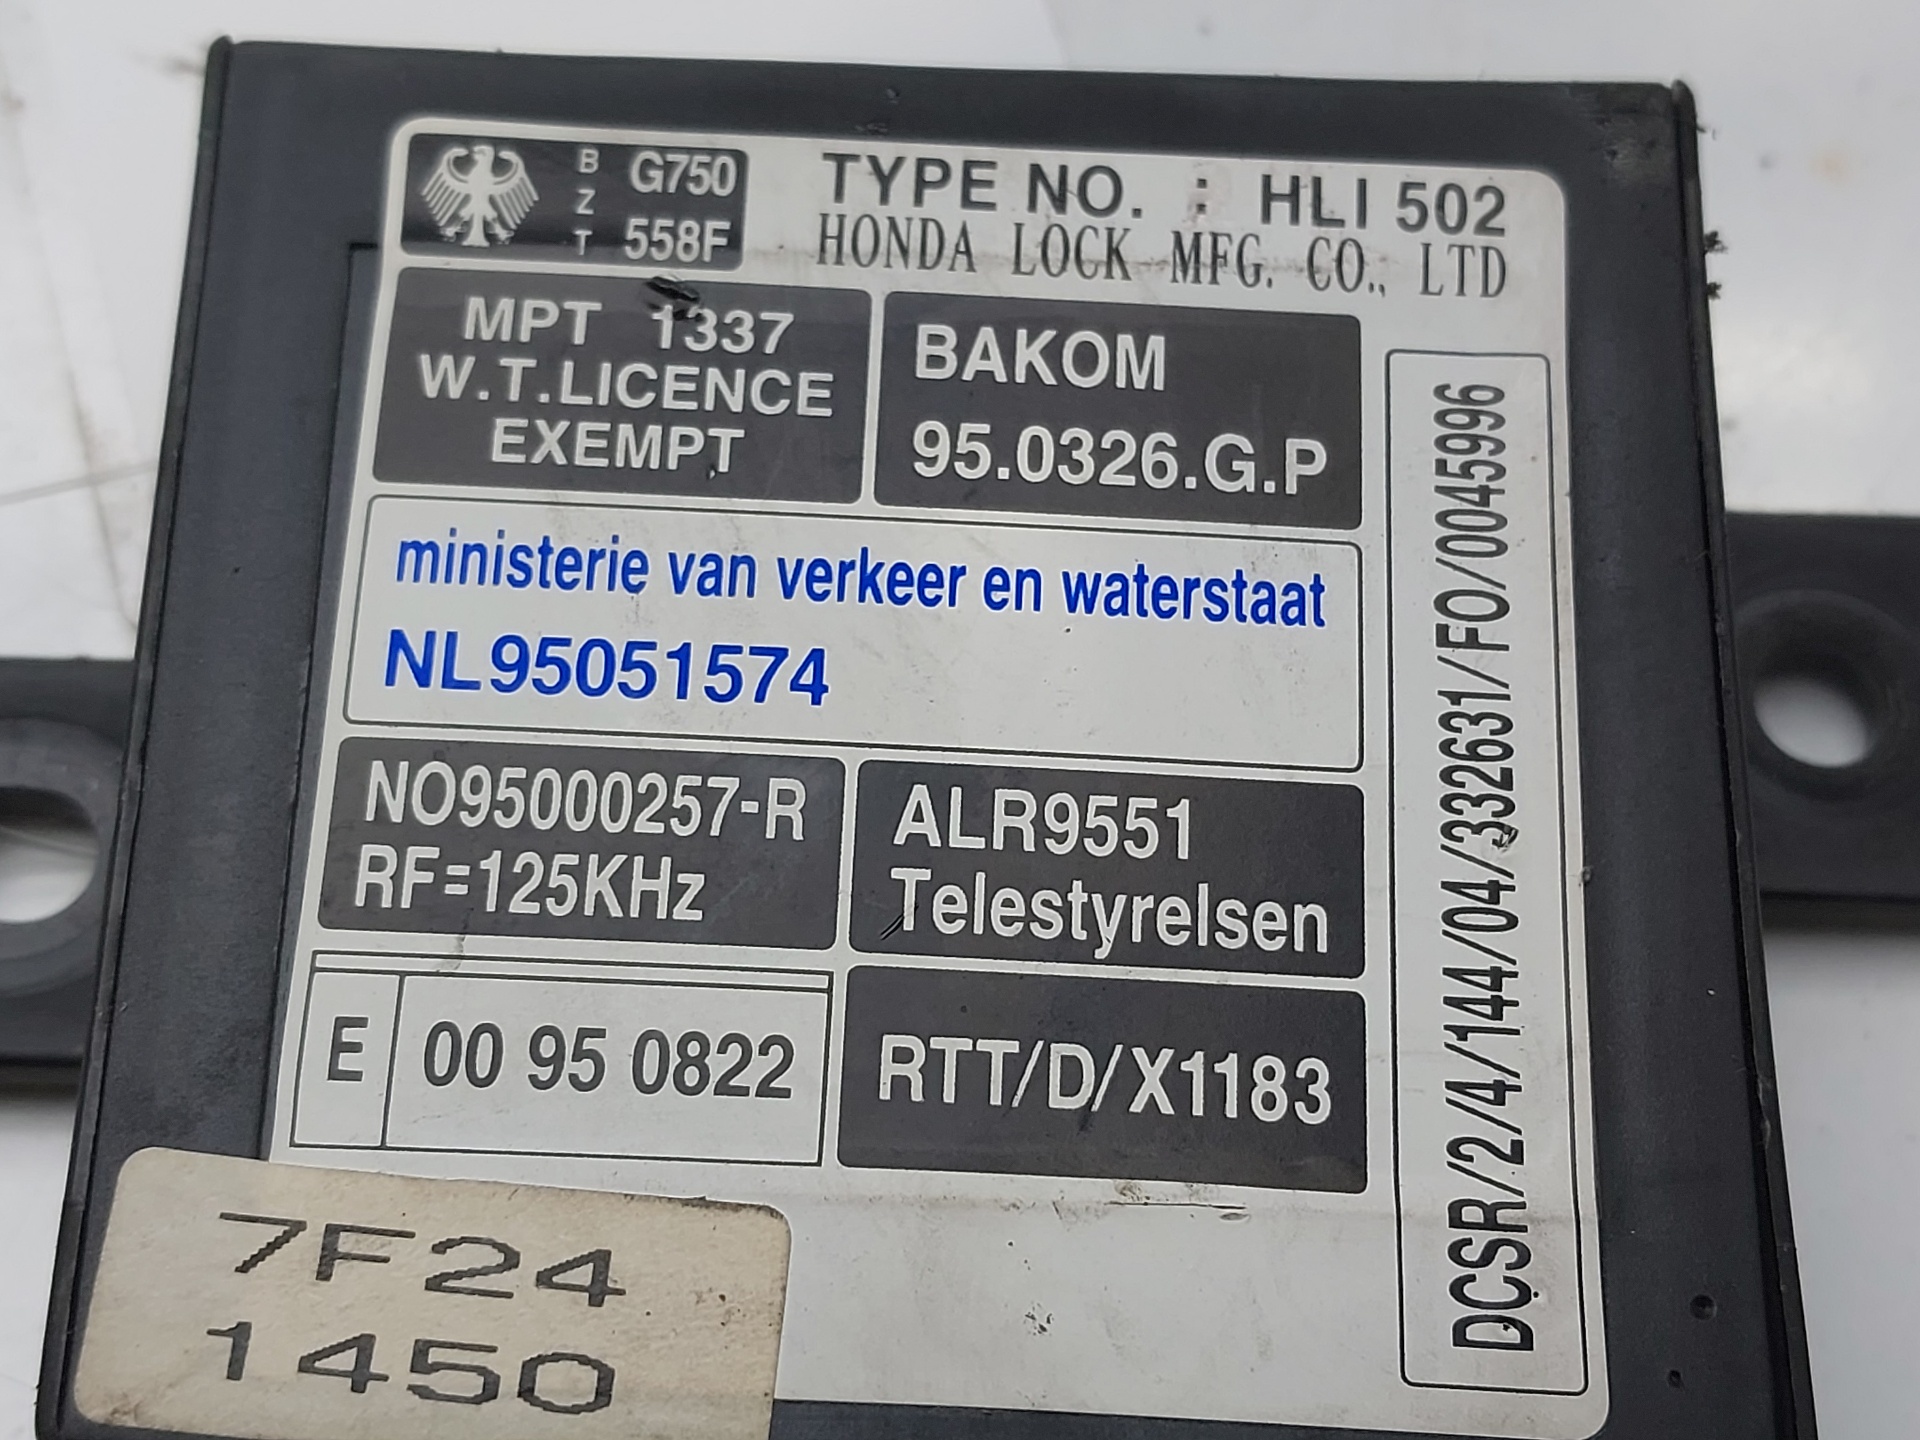 BZT G750
558F
TYPE NO. : HLI 502
HONDA LOCK MFG. CO., LTD
MPT 1337
W.T.LICENCE
EXEMPT
BAKOM
95.0326.G.P
ministerie van verkeer en waterstaat
NL95051574
NO95000257-R
RF=125KHz
ALR9551
Telestyrelsen
E 00 95 0822
RTT/D/X1183
DCSR/2/4/144/04/332631/FO/0045996
7F24
1450